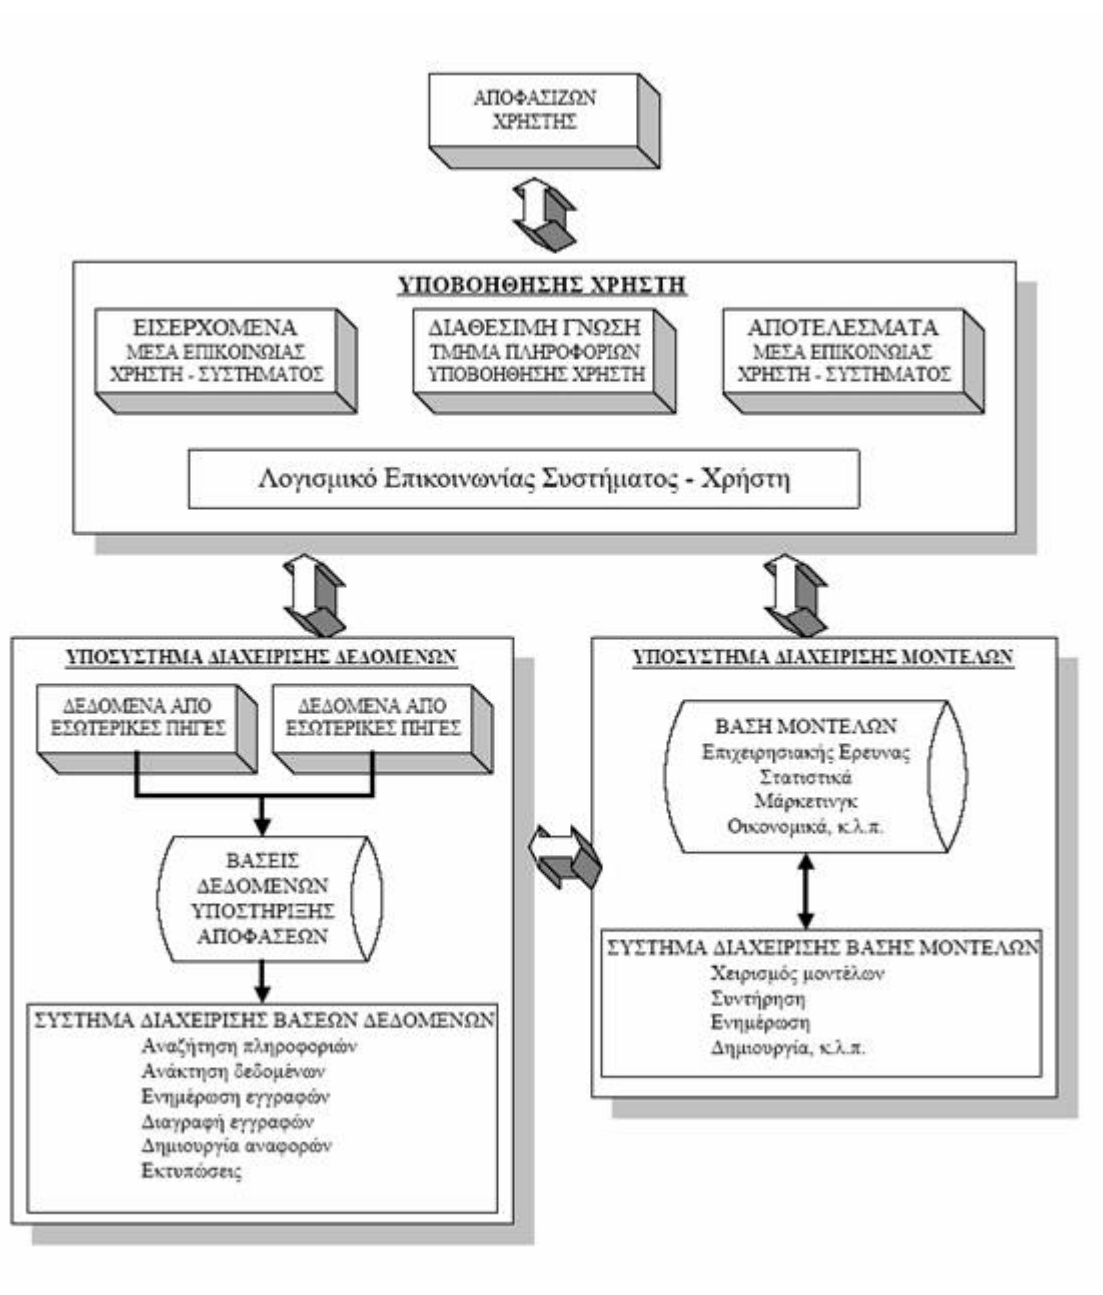 ΑΠΟΦΑΣΙΖΩΝ
ΧΡΗΣΤΗΣ
ΥΠΟΒΟΗΘΗΣΗΣ ΧΡΗΣΤΗ
ΕΙΣΕΡΧΟΜΕΝΑ
ΜΕΣΑ ΕΠΙΚΟΙΝΩΙΑΣ
ΧΡΗΣΤΗ - ΣΥΣΤΗΜΑΤΟΣ
ΔΙΑΘΕΣΙΜΗ ΓΝΩΣΗ
ΤΜΗΜΑ ΠΛΗΡΟΦΟΡΙΩΝ
ΥΠΟΒΟΗΘΗΣΗΣ ΧΡΗΣΤΗ
ΑΠΟΤΕΛΕΣΜΑΤΑ
ΜΕΣΑ ΕΠΙΚΟΙΝΩΙΑΣ
ΧΡΗΣΤΗ - ΣΥΣΤΗΜΑΤΟΣ
Λογισμικό Επικοινωνίας Συστήματος - Χρήστη
ΥΠΟΣΥΣΤΗΜΑ ΔΙΑΧΕΙΡΙΣΗΣ ΔΕΔΟΜΕΝΩΝ
ΔΕΔΟΜΕΝΑ ΑΠΟ
ΕΣΩΤΕΡΙΚΕΣ ΠΗΓΕΣ
ΔΕΔΟΜΕΝΑ ΑΠΟ
ΕΣΩΤΕΡΙΚΕΣ ΠΗΓΕΣ
ΒΑΣΕΙΣ
ΔΕΔΟΜΕΝΩΝ
ΥΠΟΣΤΗΡΙΞΗΣ
ΑΠΟΦΑΣΕΩΝ
ΣΥΣΤΗΜΑ ΔΙΑΧΕΙΡΙΣΗΣ ΒΑΣΕΩΝ ΔΕΔΟΜΕΝΩΝ
Αναζήτηση πληροφοριών
Ανάκτηση δεδομένων
Ενημέρωση εγγραφών
Διαγραφή εγγραφών
Δημιουργία αναφορών
Εκτυπώσεις
ΥΠΟΣΥΣΤΗΜΑ ΔΙΑΧΕΙΡΙΣΗΣ ΜΟΝΤΕΛΩΝ
ΒΑΣΗ ΜΟΝΤΕΛΩΝ
Επιχειρησιακής Ερευνας
Στατιστικά
Μάρκετινγκ
Οικονομικά, κ.λ.π.
ΣΥΣΤΗΜΑ ΔΙΑΧΕΙΡΙΣΗΣ ΒΑΣΗΣ ΜΟΝΤΕΛΩΝ
Χειρισμός μοντέλων
Συντήρηση
Ενημέρωση
Δημιουργία, κ.λ.π.